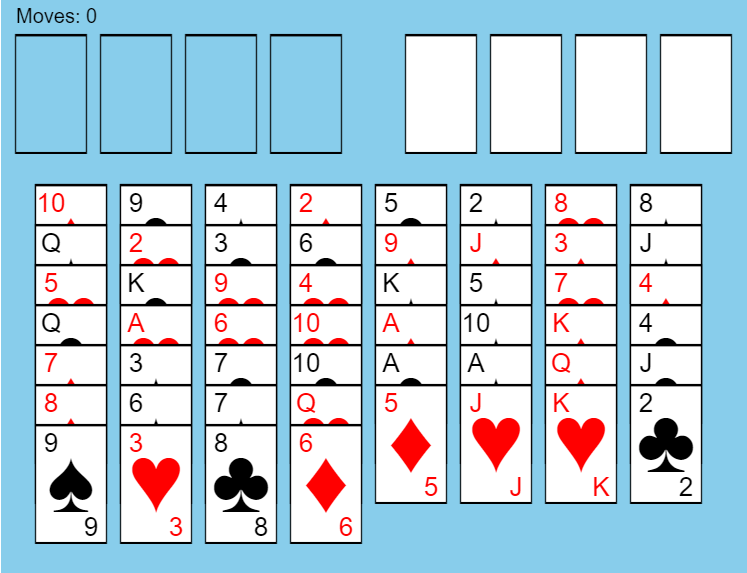 Moves: 0
10 9 4 2 5 2 8 8
Q 2 3 6 9 J 3 J
5 K 9 4 K 5 7 4
Q A 6 10 A 10 K 4
7 3 7 10 A A Q J
8 6 7 Q 5 J K 2
9 3 8 6
5 J K 2
9 3 8 6